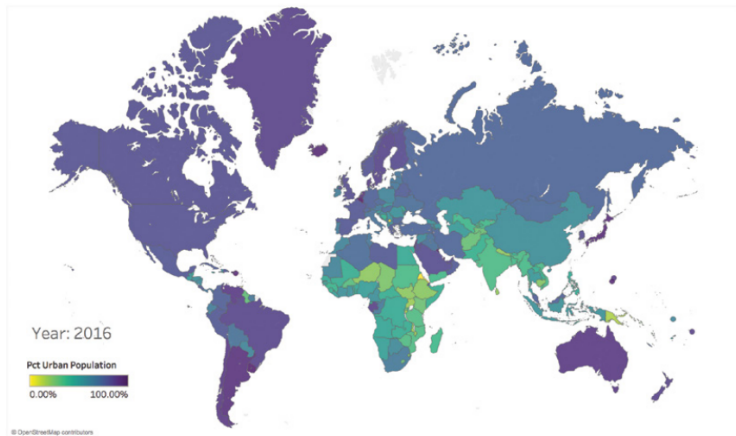 Year: 2016
Pct Urban Population
0.00% 100.00%
© OpenStreetMap contributors